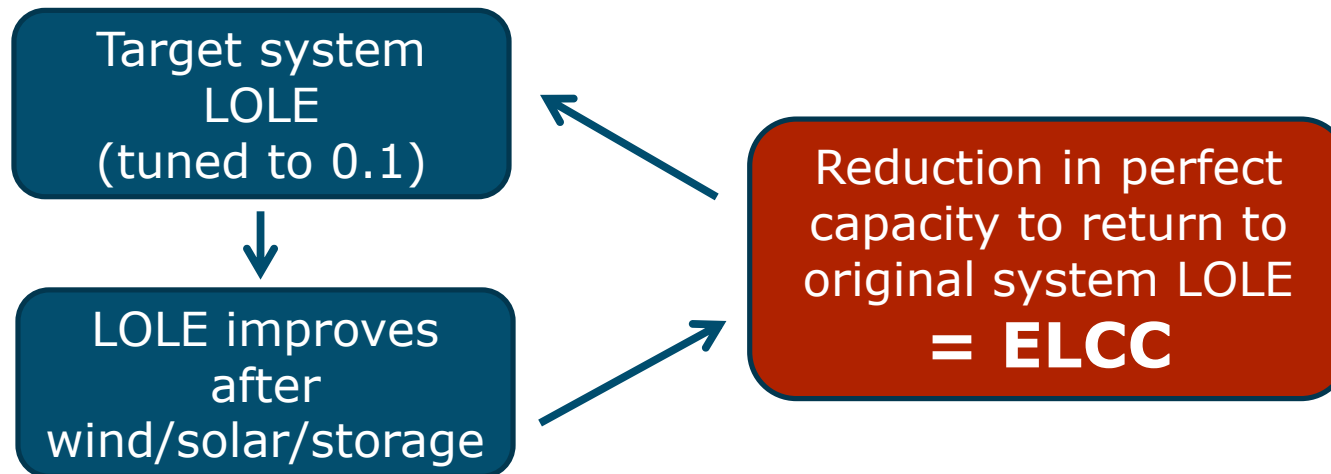 Target system
LOLE
(tuned to 0.1)
LOLE improves
after
wind/solar/storage
Reduction in perfect
capacity to return to
original system LOLE
= ELCC